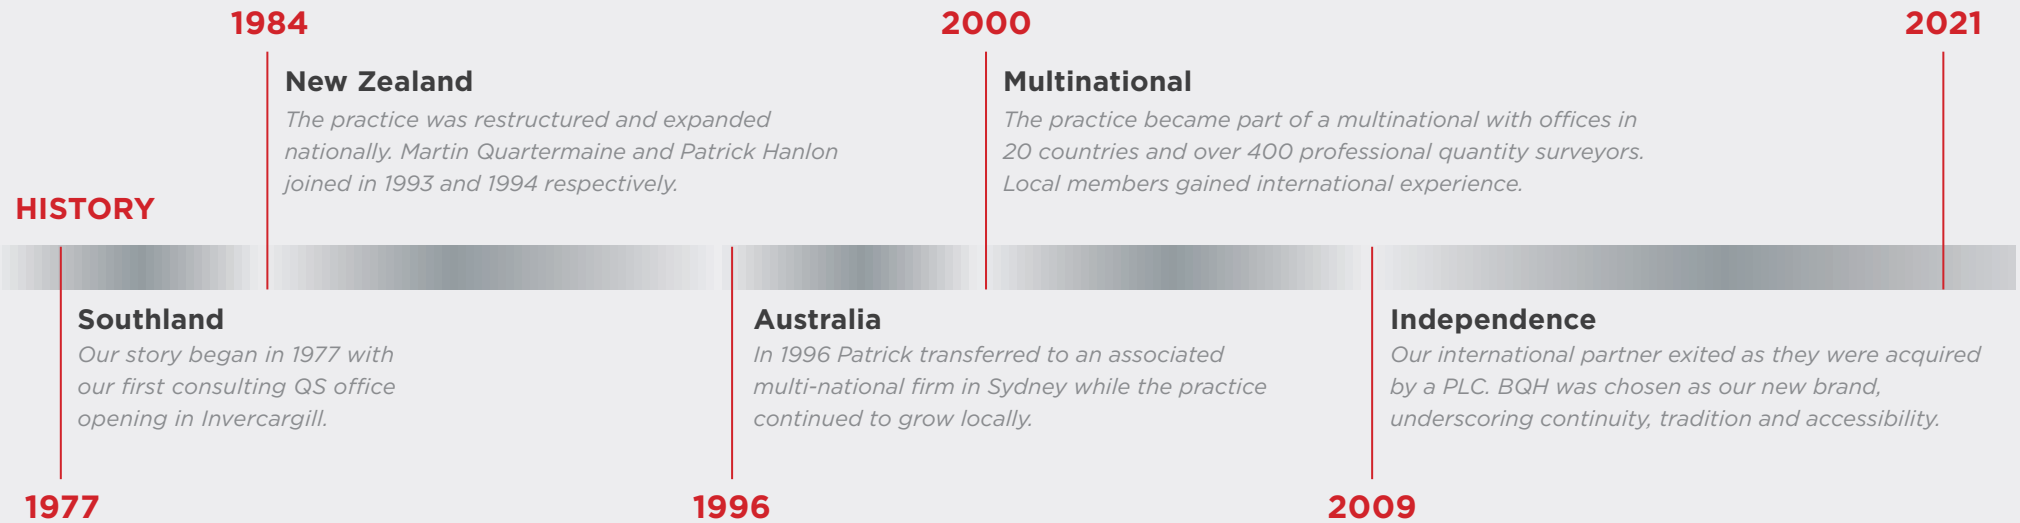 1984
2000
2021
New Zealand
The practice was restructured and expanded
nationally. Martin Quartermaine and Patrick Hanlon
joined in 1993 and 1994 respectively.
Multinational
The practice became part of a multinational with offices in
20 countries and over 400 professional quantity surveyors.
Local members gained international experience.
HISTORY
Southland
Our story began in 1977 with
our first consulting QS office
opening in Invercargill.
Australia
In 1996 Patrick transferred to an associated
multi-national firm in Sydney while the practice
continued to grow locally.
Independence
Our international partner exited as they were acquired
by a PLC. BQH was chosen as our new brand,
underscoring continuity, tradition and accessibility.
1977
1996
2009